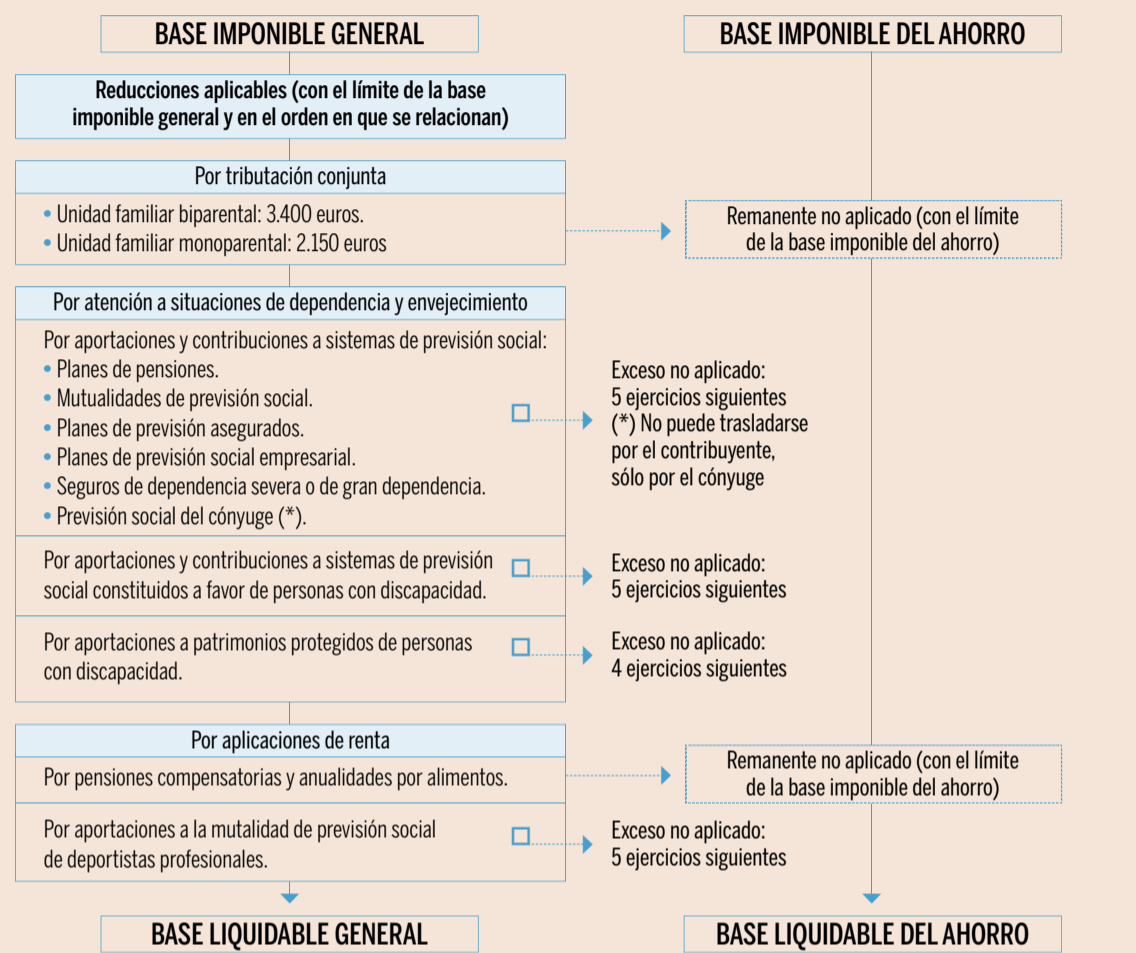 BASE IMPONIBLE GENERAL
BASE IMPONIBLE DEL AHORRO
Reducciones aplicables (con el límite de la base
imponible general y en el orden en que se relacionan)
Por tributación conjunta
• Unidad familiar biparental: 3.400 euros.
• Unidad familiar monoparental: 2.150 euros
Remanente no aplicado (con el límite
de la base imponible del ahorro)
Por atención a situaciones de dependencia y envejecimiento
Por aportaciones y contribuciones a sistemas de previsión social:
• Planes de pensiones.
• Mutualidades de previsión social.
• Planes de previsión asegurados.
• Planes de previsión social empresarial.
• Seguros de dependencia severa o de gran dependencia.
• Previsión social del cónyuge (*).
Exceso no aplicado:
5 ejercicios siguientes
(*) No puede trasladarse
por el contribuyente,
sólo por el cónyuge
Por aportaciones y contribuciones a sistemas de previsión
social constituidos a favor de personas con discapacidad.
Exceso no aplicado:
5 ejercicios siguientes
Por aportaciones a patrimonios protegidos de personas
con discapacidad.
Exceso no aplicado:
4 ejercicios siguientes
Por aplicaciones de renta
Por pensiones compensatorias y anualidades por alimentos.
Remanente no aplicado (con el límite
de la base imponible del ahorro)
Por aportaciones a la mutalidad de previsión social
de deportistas profesionales.
Exceso no aplicado:
5 ejercicios siguientes
BASE LIQUIDABLE GENERAL
BASE LIQUIDABLE DEL AHORRO